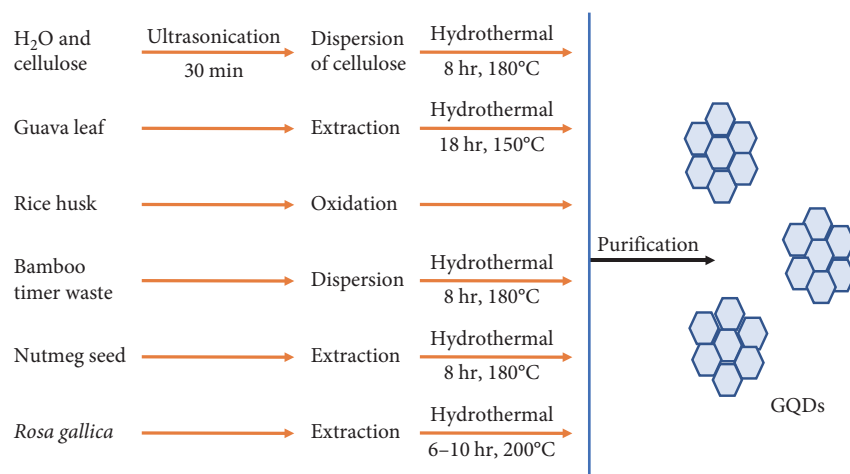 H₂O and
cellulose
Ultrasonication
30 min
Dispersion
of cellulose
Hydrothermal
8 hr, 180°C
Guava leaf
Extraction
Hydrothermal
18 hr, 150°C
Rice husk
Oxidation
Bamboo
timer waste
Dispersion
Hydrothermal
8 hr, 180°C
Nutmeg seed
Extraction
Hydrothermal
8 hr, 180°C
Rosa gallica
Extraction
Hydrothermal
6–10 hr, 200°C
Purification
GQDs